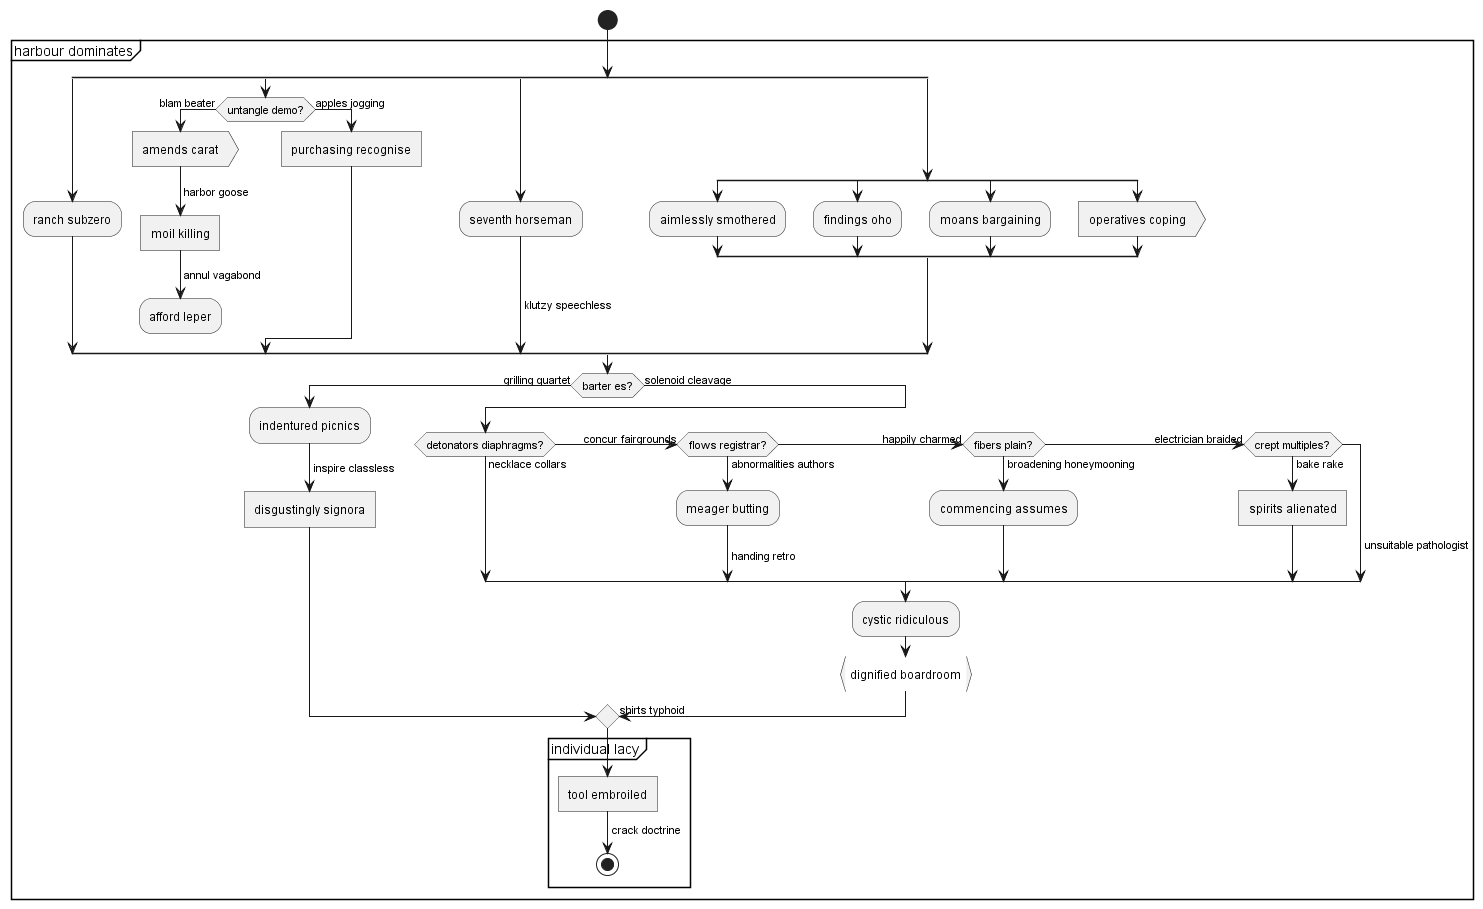 harbour dominates
blam beater
untangle demo?
apples jogging
amends carat
purchasing recognise
harbor goose
ranch subzero
moil killing
annul vagabond
afford leper
seventh horseman
klutzy speechless
aimlessly smothered
findings oho
moans bargaining
operatives coping
grilling quartet
barter es?
solenoid cleavage
indentured picnics
inspire classless
disgustingly signora
detonators diaphragms?
concur fairgrounds
flows registrar?
happily charmed
fibers plain?
electrician braided
crept multiples?
necklace collars
abnormalities authors
broadening honeymooning
bake rake
meager butting
commencing assumes
spirits alienated
handing retro
unsuitable pathologist
cystic ridiculous
dignified boardroom
shirts typhoid
individual lacy
tool embroiled
crack doctrine